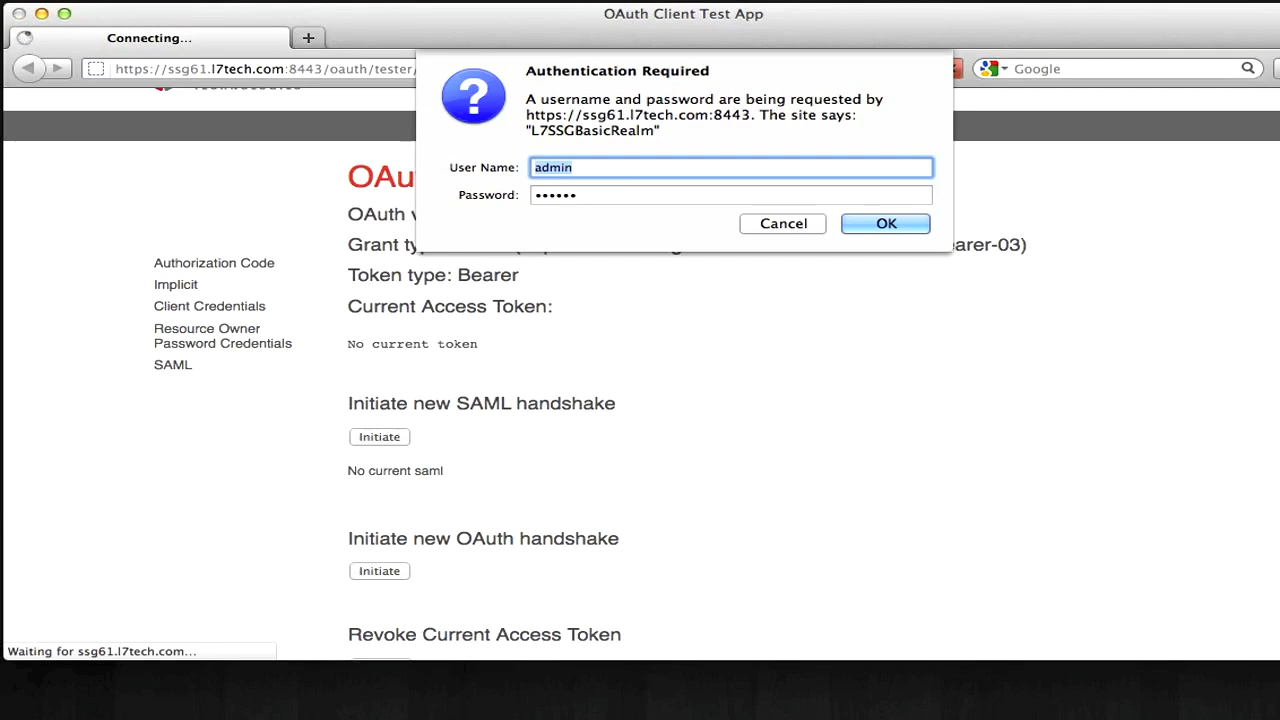 OAuth Client Test App
Connecting...
https://ssg61.l7tech.com:8443/oauth/tester/
Google
Authentication Required
A username and password are being requested by
https://ssg61.l7tech.com:8443. The site says:
"L7SSGBasicRealm"
User Name: admin
Password: ••••••
Cancel
OK
OAu
OAuth v
Grant ty
earer-03)
Token type: Bearer
Current Access Token:
No current token
Authorization Code
Implicit
Client Credentials
Resource Owner
Password Credentials
SAML
Initiate new SAML handshake
Initiate
No current saml
Initiate new OAuth handshake
Initiate
Revoke Current Access Token
Waiting for ssg61.l7tech.com...